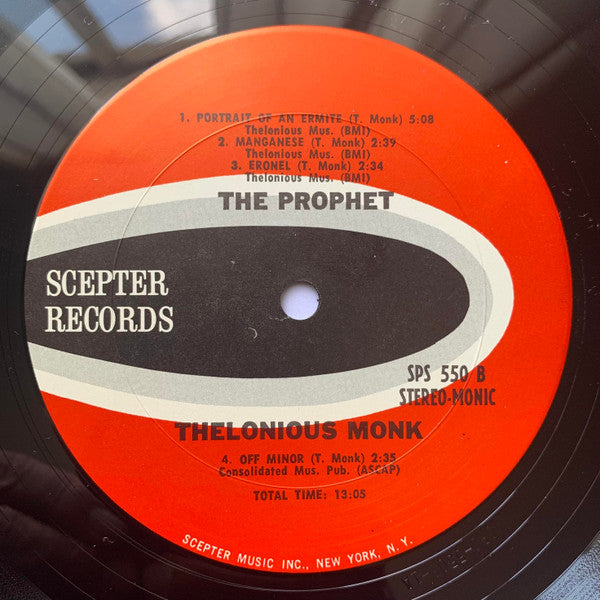 1. PORTRAIT OF AN ERMITE (T. Monk) 5:08
Thelonious Mus. (BMI)
2. MANGANESE (T. Monk) 2:39
Thelonious Mus. (BMI)
3. ERONEL (T. Monk) 2:34
Thelonious Mus. (BMI)
THE PROPHET
SCEPTER
RECORDS
SPS 550 B
STEREO-MONIC
THELONIOUS MONK
4. OFF MINOR (T. Monk) 2:35
Consolidated Mus. Pub. (ASCAP)
TOTAL TIME: 13:05
SCEPTER MUSIC INC., NEW YORK, N. Y.